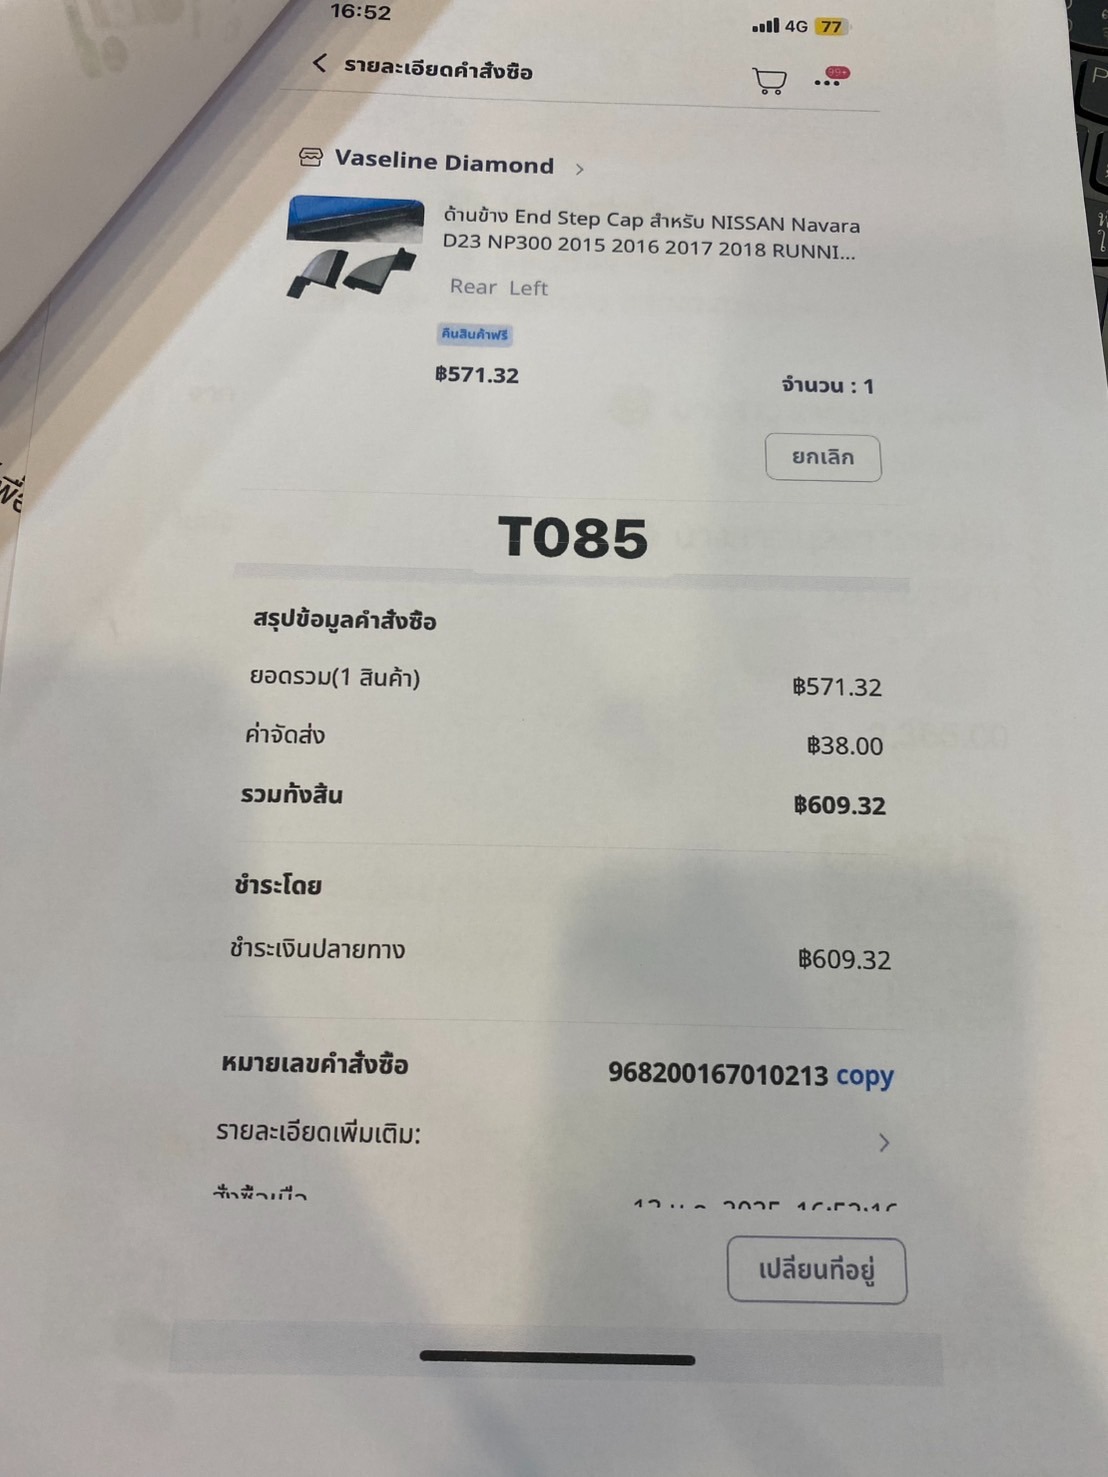 16:52
4G 77
รายละเอียดคำสั่งซื้อ
99+
Vaseline Diamond
ด้านข้าง End Step Cap สำหรับ NISSAN Navara
D23 NP300 2015 2016 2017 2018 RUNNI...
Rear Left
คืนสินค้าฟรี
฿571.32
จำนวน : 1
ยกเลิก
T085
สรุปข้อมูลคำสั่งซื้อ
ยอดรวม(1 สินค้า) ฿571.32
ค่าจัดส่ง ฿38.00
รวมทั้งสิ้น ฿609.32
ชำระโดย
ชำระเงินปลายทาง ฿609.32
หมายเลขคำสั่งซื้อ 968200167010213 copy
รายละเอียดเพิ่มเติม:
เปลี่ยนที่อยู่